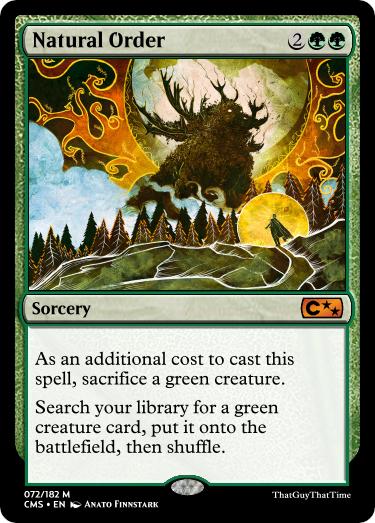 Natural Order 2
Sorcery C
As an additional cost to cast this
spell, sacrifice a green creature.
Search your library for a green
creature card, put it onto the
battlefield, then shuffle.
072/182 M
CMS • EN Anato Finnstark ThatGuyThatTime